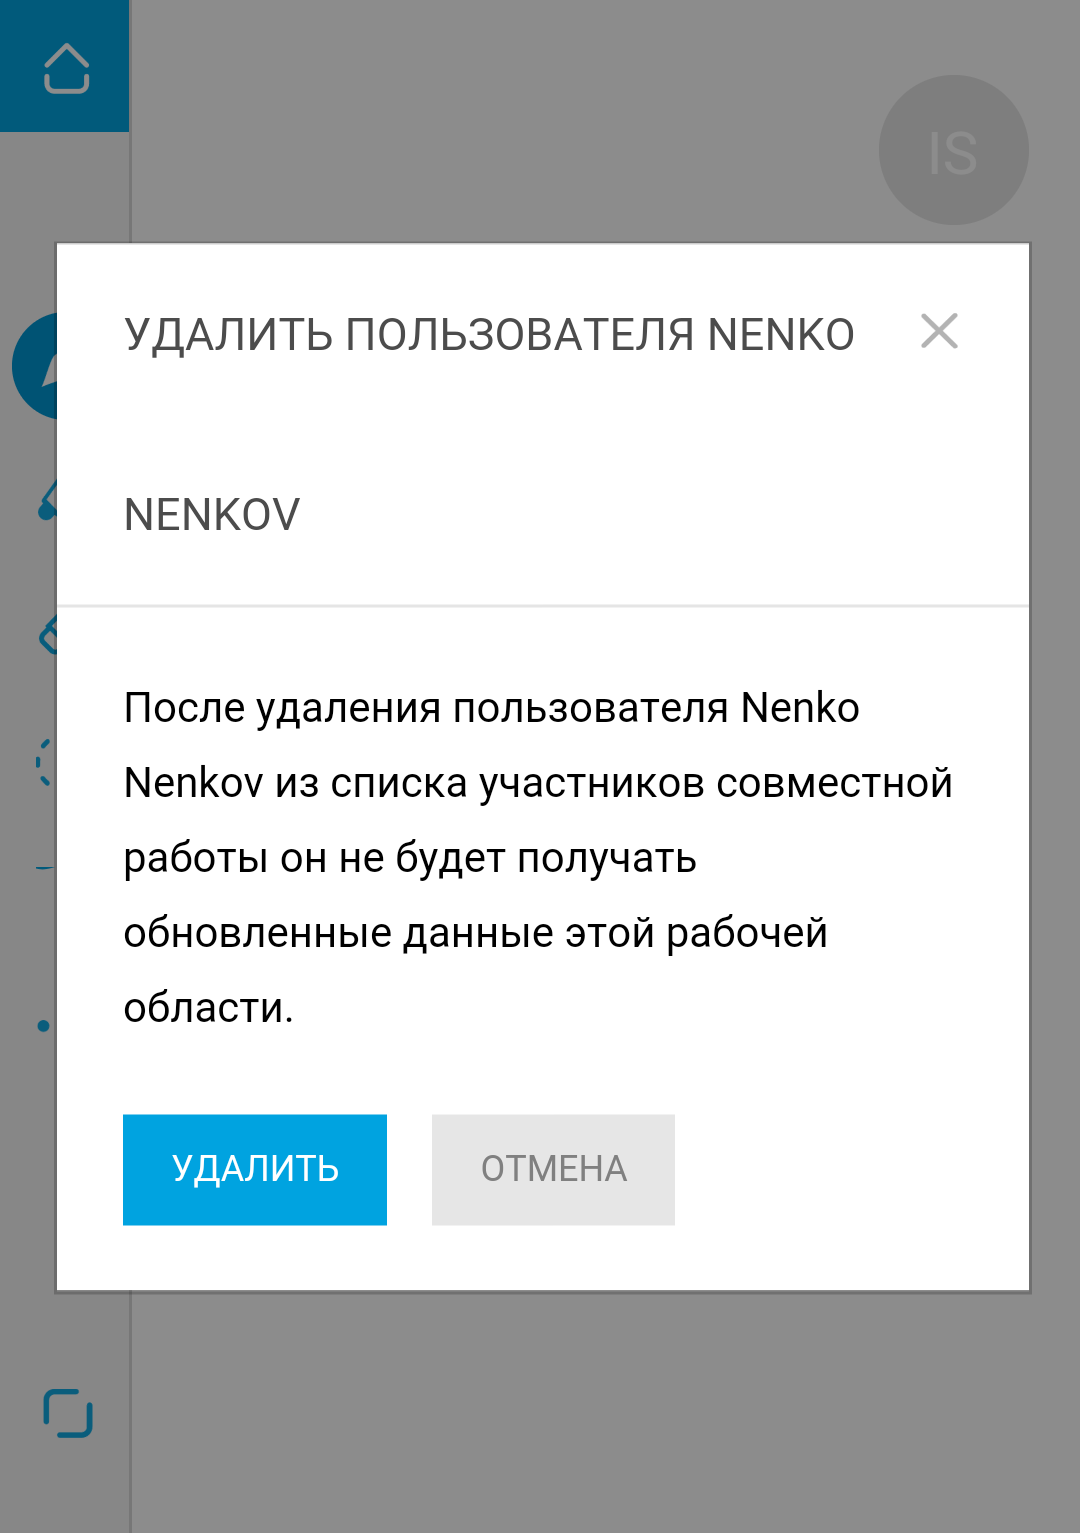 IS
УДАЛИТЬ ПОЛЬЗОВАТЕЛЯ NENKO
NENKOV
После удаления пользователя Nenko
Nenkov из списка участников совместной
работы он не будет получать
обновленные данные этой рабочей
области.
УДАЛИТЬ
ОТМЕНА